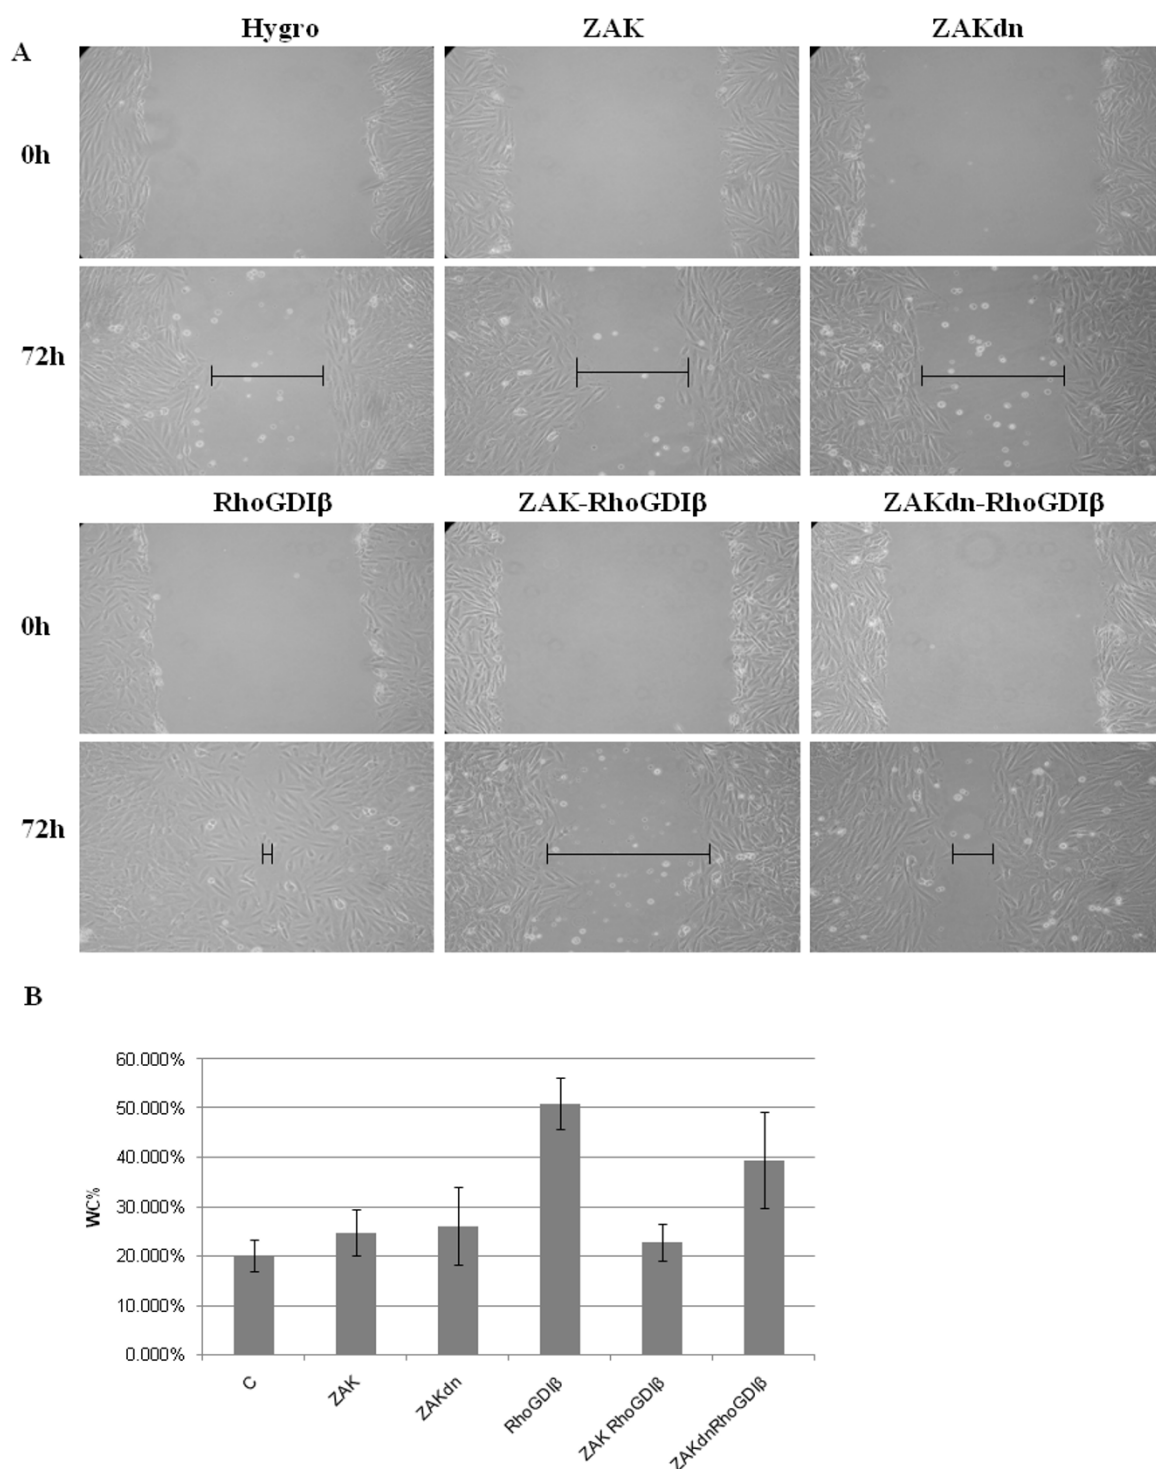 A
Hygro ZAK ZAKdn
0h
72h
RhoGDIβ ZAK-RhoGDIβ ZAKdn-RhoGDIβ
0h
72h
B
60.000%
50.000%
40.000%
30.000%
20.000%
10.000%
0.000%
WC%
C
ZAK
ZAKdn
RhoGDIβ
ZAK RhoGDIβ
ZAKdnRhoGDIβ